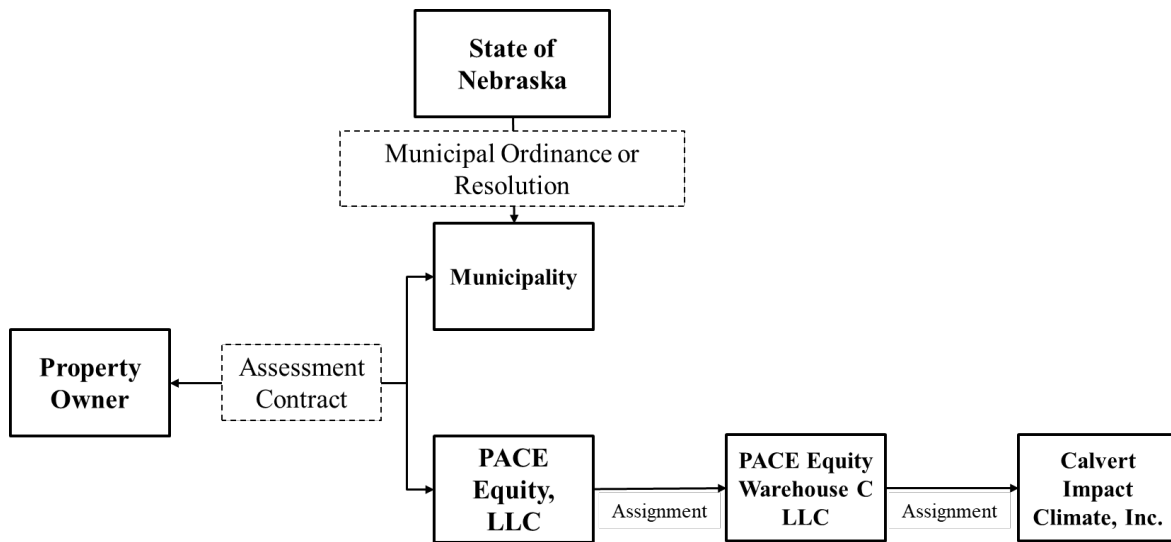 State of
Nebraska
Municipal Ordinance or
Resolution
Municipality
Property
Owner
Assessment
Contract
PACE
Equity,
LLC
Assignment
PACE Equity
Warehouse C
LLC
Assignment
Calvert
Impact
Climate, Inc.